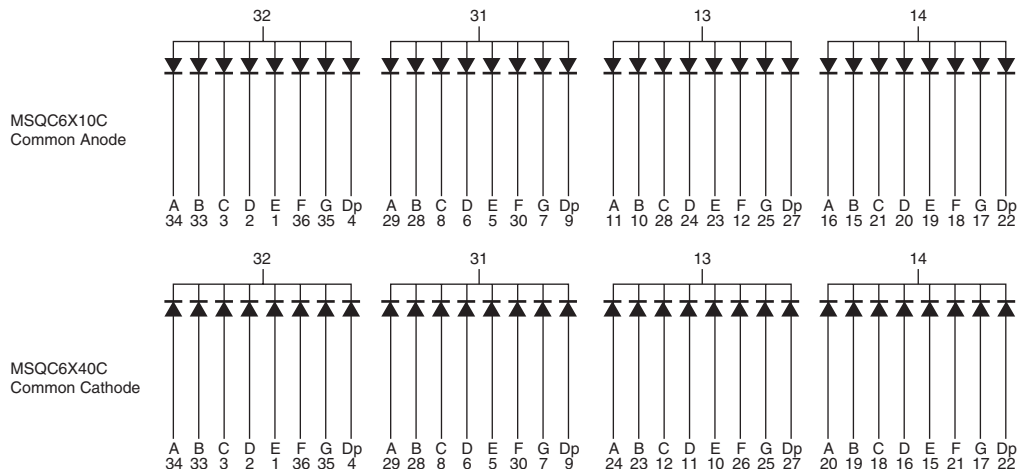 32 31 13 14
MSQC6X10C
Common Anode
A B C D E F G Dp A B C D E F G Dp A B C D E F G Dp A B C D E F G Dp
34 33 3 2 1 36 35 4 29 28 8 6 5 30 7 9 11 10 28 24 23 12 25 27 16 15 21 20 19 18 17 22
32 31 13 14
MSQC6X40C
Common Cathode
A B C D E F G Dp A B C D E F G Dp A B C D E F G Dp A B C D E F G Dp
34 33 3 2 1 36 35 4 29 28 8 6 5 30 7 9 24 23 12 11 10 26 25 27 20 19 18 16 15 21 17 22